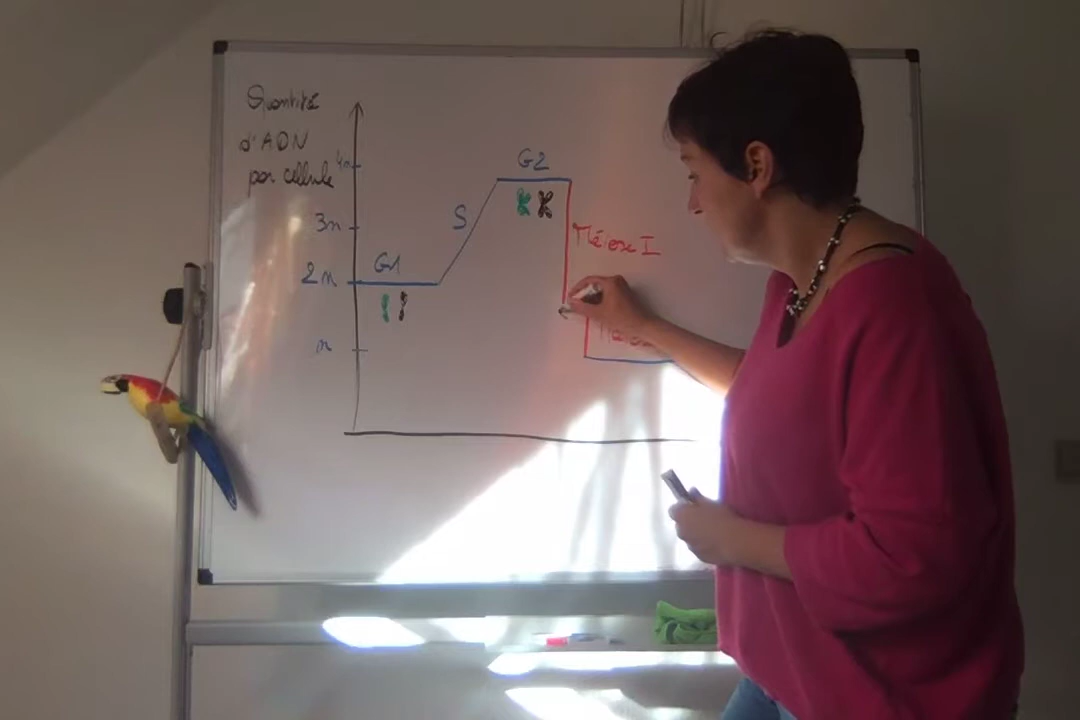 Quantité
d'ADN
par cellule
4n
3n
2n
n
G1
S
G2
Méiose I